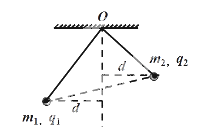 O
m₂, q₂
d
d
m₁, q₁